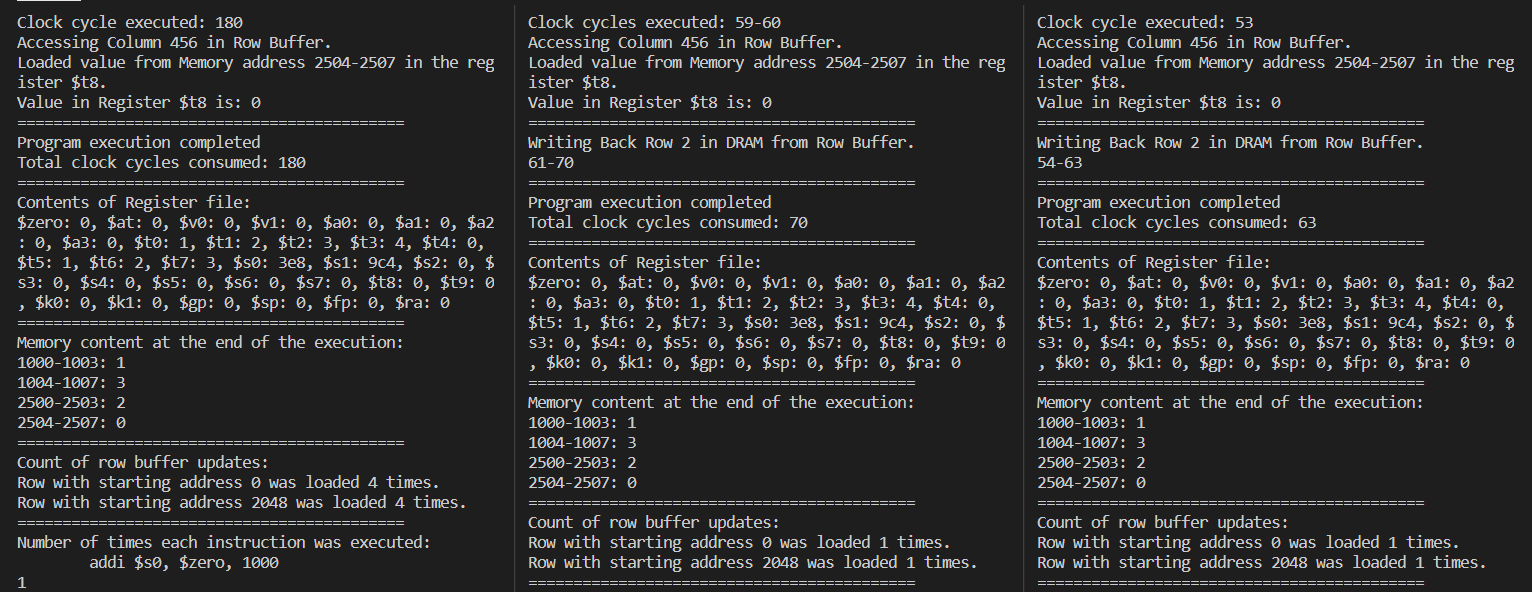 Clock cycle executed: 180
Accessing Column 456 in Row Buffer.
Loaded value from Memory address 2504-2507 in the reg
ister $t8.
Value in Register $t8 is: 0
===========================================
Program execution completed
Total clock cycles consumed: 180
===========================================
Contents of Register file:
$zero: 0, $at: 0, $v0: 0, $v1: 0, $a0: 0, $a1: 0, $a2
: 0, $a3: 0, $t0: 1, $t1: 2, $t2: 3, $t3: 4, $t4: 0,
$t5: 1, $t6: 2, $t7: 3, $s0: 3e8, $s1: 9c4, $s2: 0, $
s3: 0, $s4: 0, $s5: 0, $s6: 0, $s7: 0, $t8: 0, $t9: 0
, $k0: 0, $k1: 0, $gp: 0, $sp: 0, $fp: 0, $ra: 0
===========================================
Memory content at the end of the execution:
1000-1003: 1
1004-1007: 3
2500-2503: 2
2504-2507: 0
===========================================
Count of row buffer updates:
Row with starting address 0 was loaded 4 times.
Row with starting address 2048 was loaded 4 times.
===========================================
Number of times each instruction was executed:
addi $s0, $zero, 1000
1
Clock cycles executed: 59-60
Accessing Column 456 in Row Buffer.
Loaded value from Memory address 2504-2507 in the reg
ister $t8.
Value in Register $t8 is: 0
===========================================
Writing Back Row 2 in DRAM from Row Buffer.
61-70
===========================================
Program execution completed
Total clock cycles consumed: 70
===========================================
Contents of Register file:
$zero: 0, $at: 0, $v0: 0, $v1: 0, $a0: 0, $a1: 0, $a2
: 0, $a3: 0, $t0: 1, $t1: 2, $t2: 3, $t3: 4, $t4: 0,
$t5: 1, $t6: 2, $t7: 3, $s0: 3e8, $s1: 9c4, $s2: 0, $
s3: 0, $s4: 0, $s5: 0, $s6: 0, $s7: 0, $t8: 0, $t9: 0
, $k0: 0, $k1: 0, $gp: 0, $sp: 0, $fp: 0, $ra: 0
===========================================
Memory content at the end of the execution:
1000-1003: 1
1004-1007: 3
2500-2503: 2
2504-2507: 0
===========================================
Count of row buffer updates:
Row with starting address 0 was loaded 1 times.
Row with starting address 2048 was loaded 1 times.
===========================================
Clock cycle executed: 53
Accessing Column 456 in Row Buffer.
Loaded value from Memory address 2504-2507 in the reg
ister $t8.
Value in Register $t8 is: 0
===========================================
Writing Back Row 2 in DRAM from Row Buffer.
54-63
===========================================
Program execution completed
Total clock cycles consumed: 63
===========================================
Contents of Register file:
$zero: 0, $at: 0, $v0: 0, $v1: 0, $a0: 0, $a1: 0, $a2
: 0, $a3: 0, $t0: 1, $t1: 2, $t2: 3, $t3: 4, $t4: 0,
$t5: 1, $t6: 2, $t7: 3, $s0: 3e8, $s1: 9c4, $s2: 0, $
s3: 0, $s4: 0, $s5: 0, $s6: 0, $s7: 0, $t8: 0, $t9: 0
, $k0: 0, $k1: 0, $gp: 0, $sp: 0, $fp: 0, $ra: 0
===========================================
Memory content at the end of the execution:
1000-1003: 1
1004-1007: 3
2500-2503: 2
2504-2507: 0
===========================================
Count of row buffer updates:
Row with starting address 0 was loaded 1 times.
Row with starting address 2048 was loaded 1 times.
===========================================